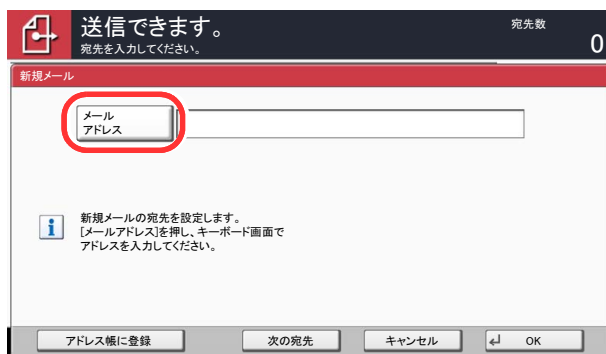 送信できます。
宛先を入力してください。
宛先数
0
新規メール
メール
アドレス
新規メールの宛先を設定します。
[メールアドレス]を押し、キーボード画面で
アドレスを入力してください。
アドレス帳に登録
次の宛先
キャンセル
OK